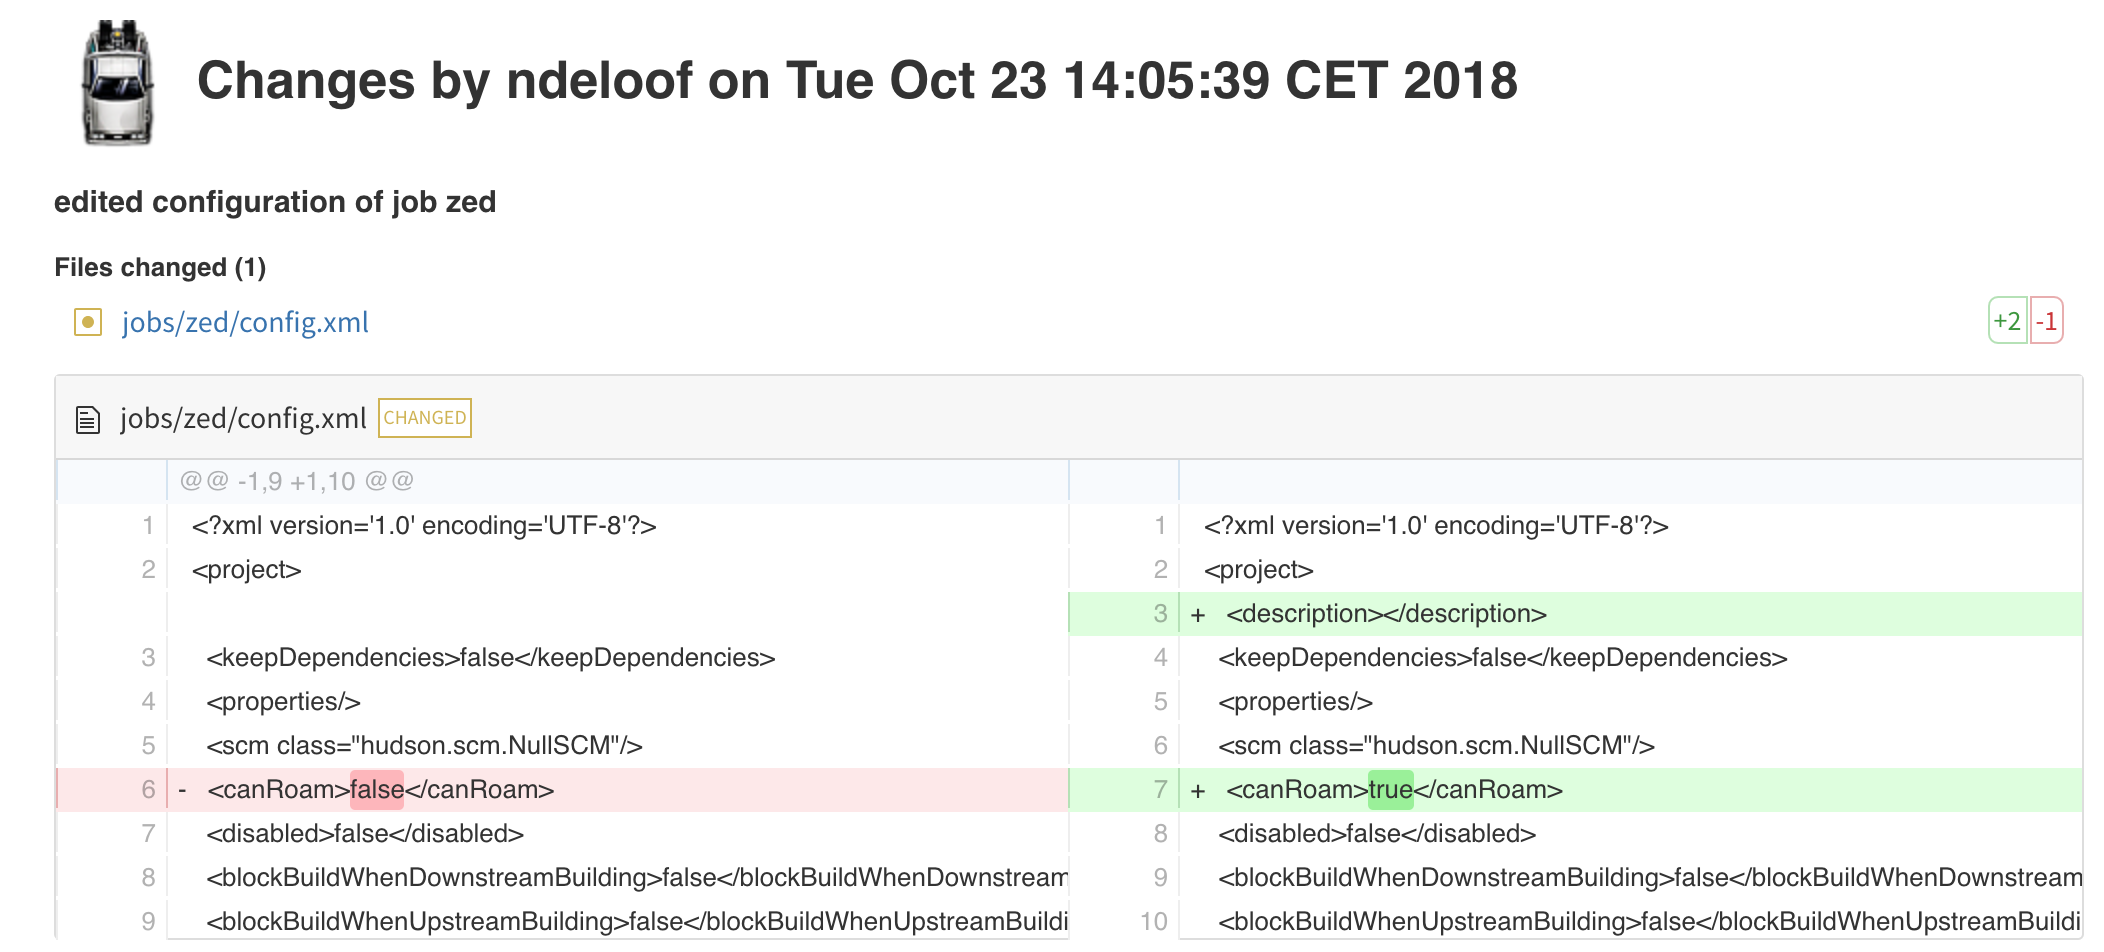 Changes by ndeloof on Tue Oct 23 14:05:39 CET 2018
edited configuration of job zed
Files changed (1)
jobs/zed/config.xml +2 -1
jobs/zed/config.xml CHANGED
@@ -1,9 +1,10 @@
1 <?xml version='1.0' encoding='UTF-8'?> 1 <?xml version='1.0' encoding='UTF-8'?>
2 <project> 2 <project>
3 + <description></description>
3 <keepDependencies>false</keepDependencies> 4 <keepDependencies>false</keepDependencies>
4 <properties/> 5 <properties/>
5 <scm class="hudson.scm.NullSCM"/> 6 <scm class="hudson.scm.NullSCM"/>
6 - <canRoam>false</canRoam> 7 + <canRoam>true</canRoam>
7 <disabled>false</disabled> 8 <disabled>false</disabled>
8 <blockBuildWhenDownstreamBuilding>false</blockBuildWhenDownstream 9 <blockBuildWhenDownstreamBuilding>false</blockBuildWhenDownstream
9 <blockBuildWhenUpstreamBuilding>false</blockBuildWhenUpstreamBuildi 10 <blockBuildWhenUpstreamBuilding>false</blockBuildWhenUpstreamBuildi